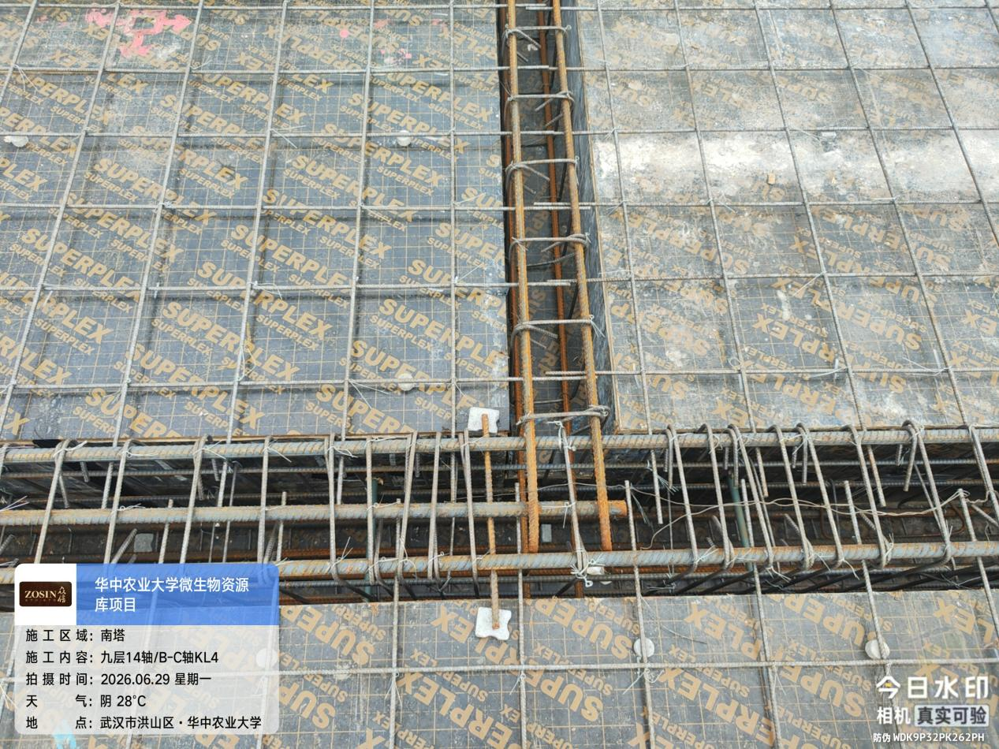 SUPERPLEX
SUPERPLEX
ZOSIN 众信
华中农业大学微生物资源
库项目
施工区域：南塔
施工内容：九层14轴/B-C轴KL4
拍摄时间：2026.06.29 星期一
天气：阴 28°C
地点：武汉市洪山区·华中农业大学
今日水印
相机 真实可验
防伪 WDK9P32PK262PH